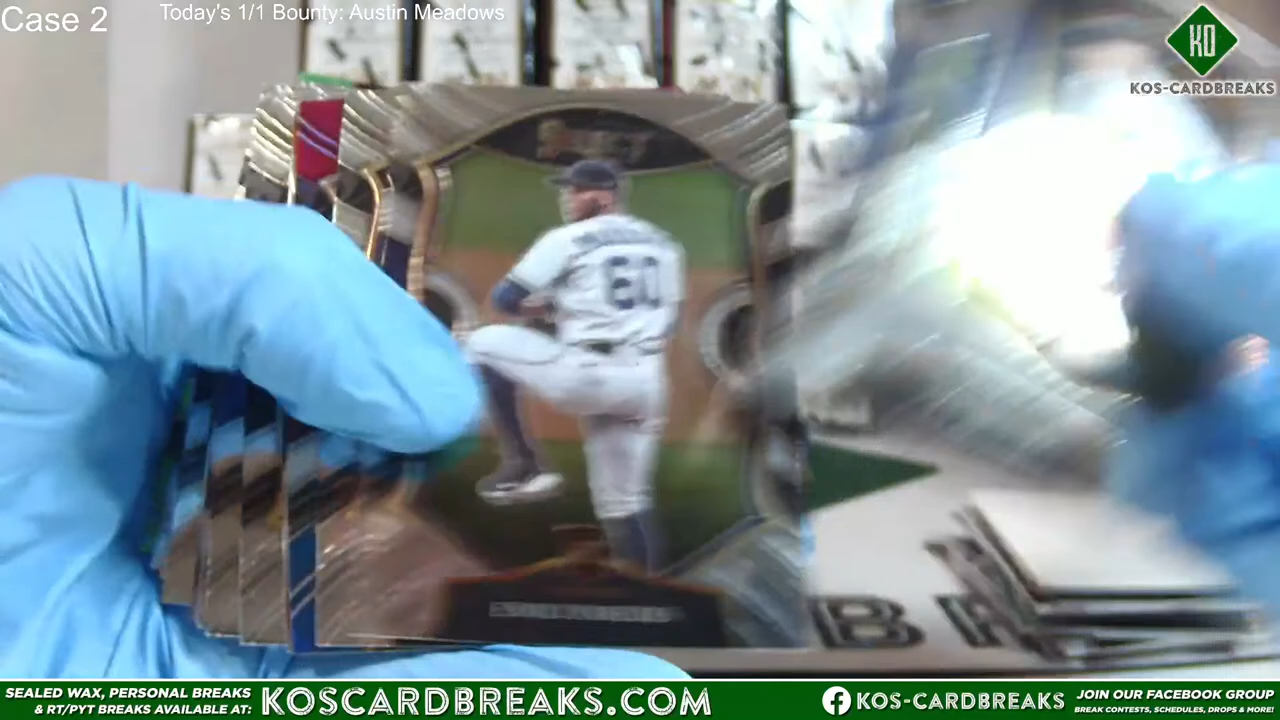 Case 2
Today's 1/1 Bounty: Austin Meadows
KO
KOS-CARDBREAKS
60
B
SEALED WAX, PERSONAL BREAKS
& RT/PYT BREAKS AVAILABLE AT:
KOSCARDBREAKS.COM
KOS-CARDBREAKS
JOIN OUR FACEBOOK GROUP
BREAK CONTESTS, SCHEDULES, DROPS & MORE!